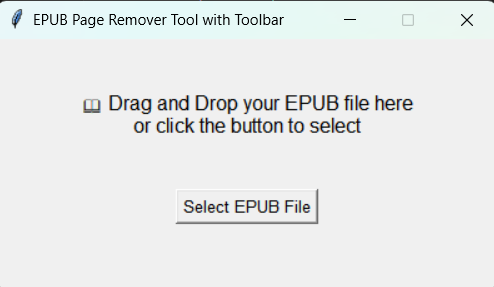 EPUB Page Remover Tool with Toolbar
📖 Drag and Drop your EPUB file here
or click the button to select
Select EPUB File